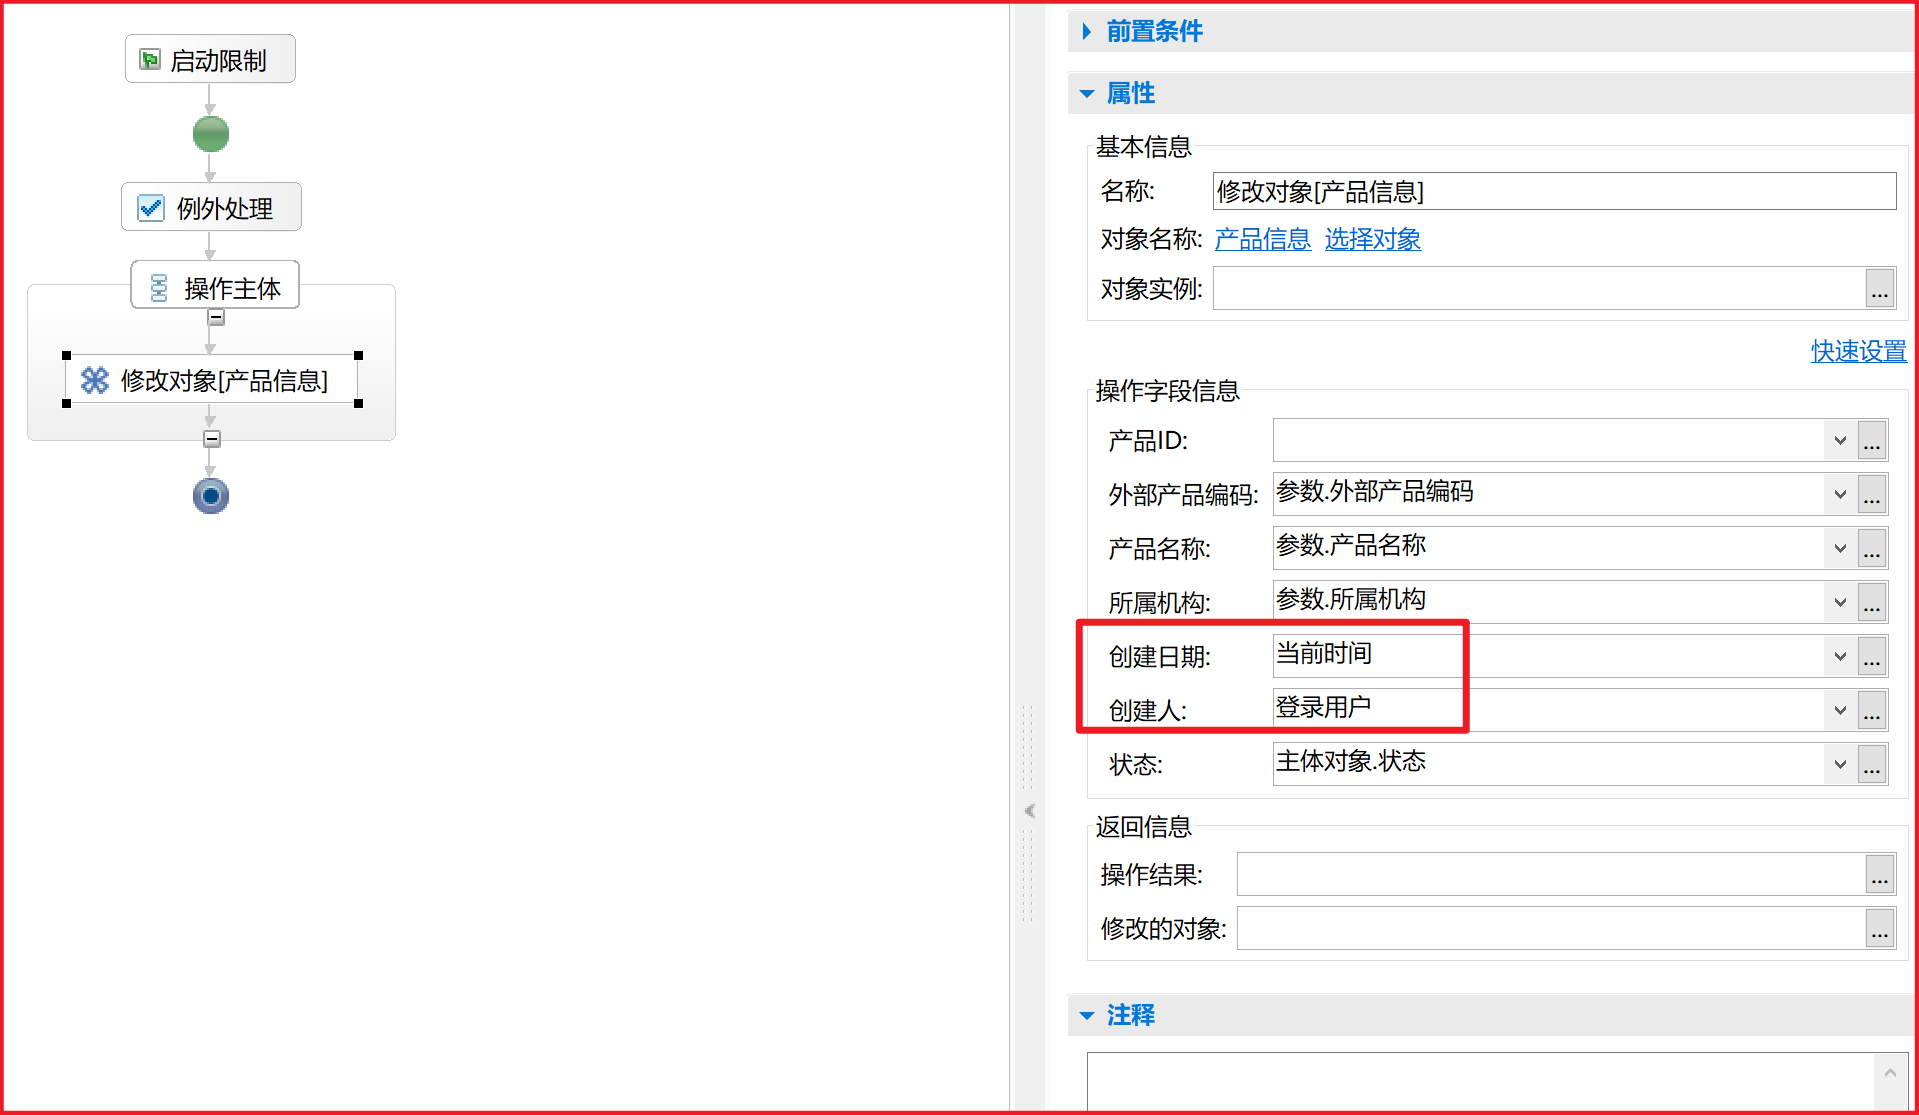 启动限制
例外处理
操作主体
修改对象[产品信息]
前置条件
属性
基本信息
名称: 修改对象[产品信息]
对象名称: 产品信息 选择对象
对象实例: ...
快速设置
操作字段信息
产品ID: ...
外部产品编码: 参数.外部产品编码 ...
产品名称: 参数.产品名称 ...
所属机构: 参数.所属机构 ...
创建日期: 当前时间 ...
创建人: 登录用户 ...
状态: 主体对象.状态 ...
返回信息
操作结果: ...
修改的对象: ...
注释